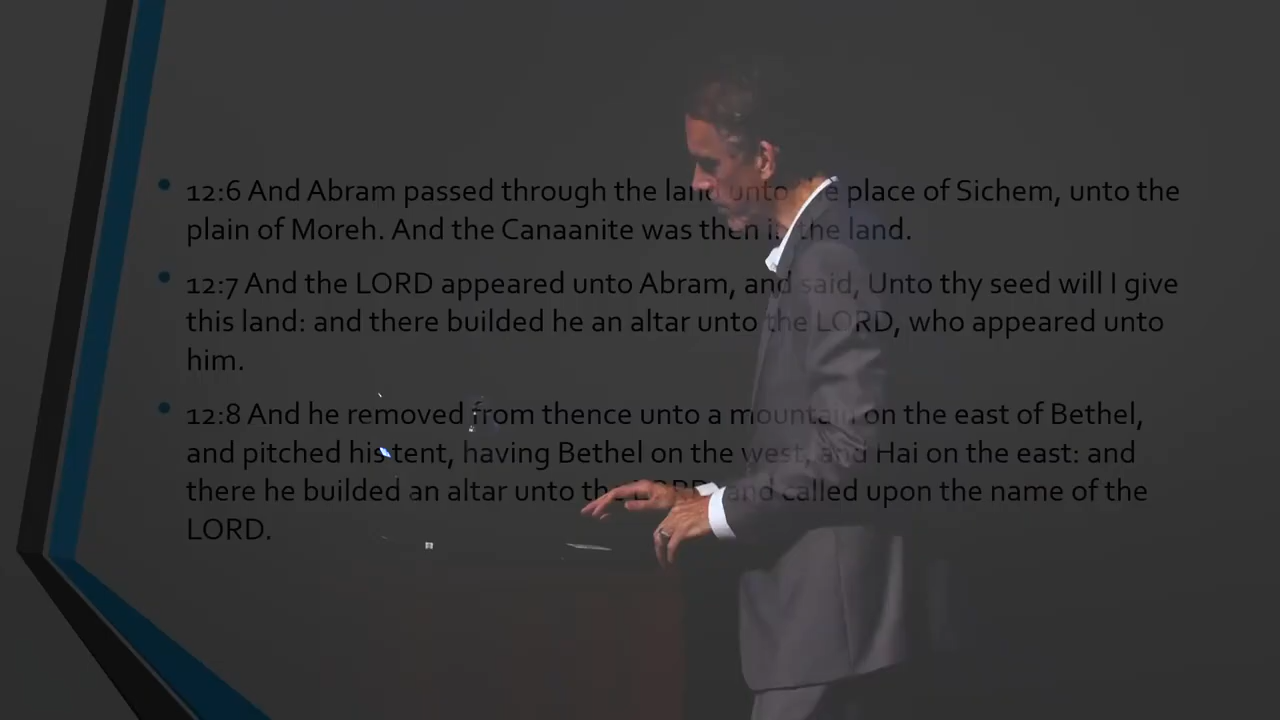 12:6 And Abram passed through the land unto the place of Sichem, unto the
plain of Moreh. And the Canaanite was then in the land.
12:7 And the LORD appeared unto Abram, and said, Unto thy seed will I give
this land: and there builded he an altar unto the LORD, who appeared unto
him.
12:8 And he removed from thence unto a mountain on the east of Bethel,
and pitched his tent, having Bethel on the west, and Hai on the east: and
there he builded an altar unto the LORD, and called upon the name of the
LORD.